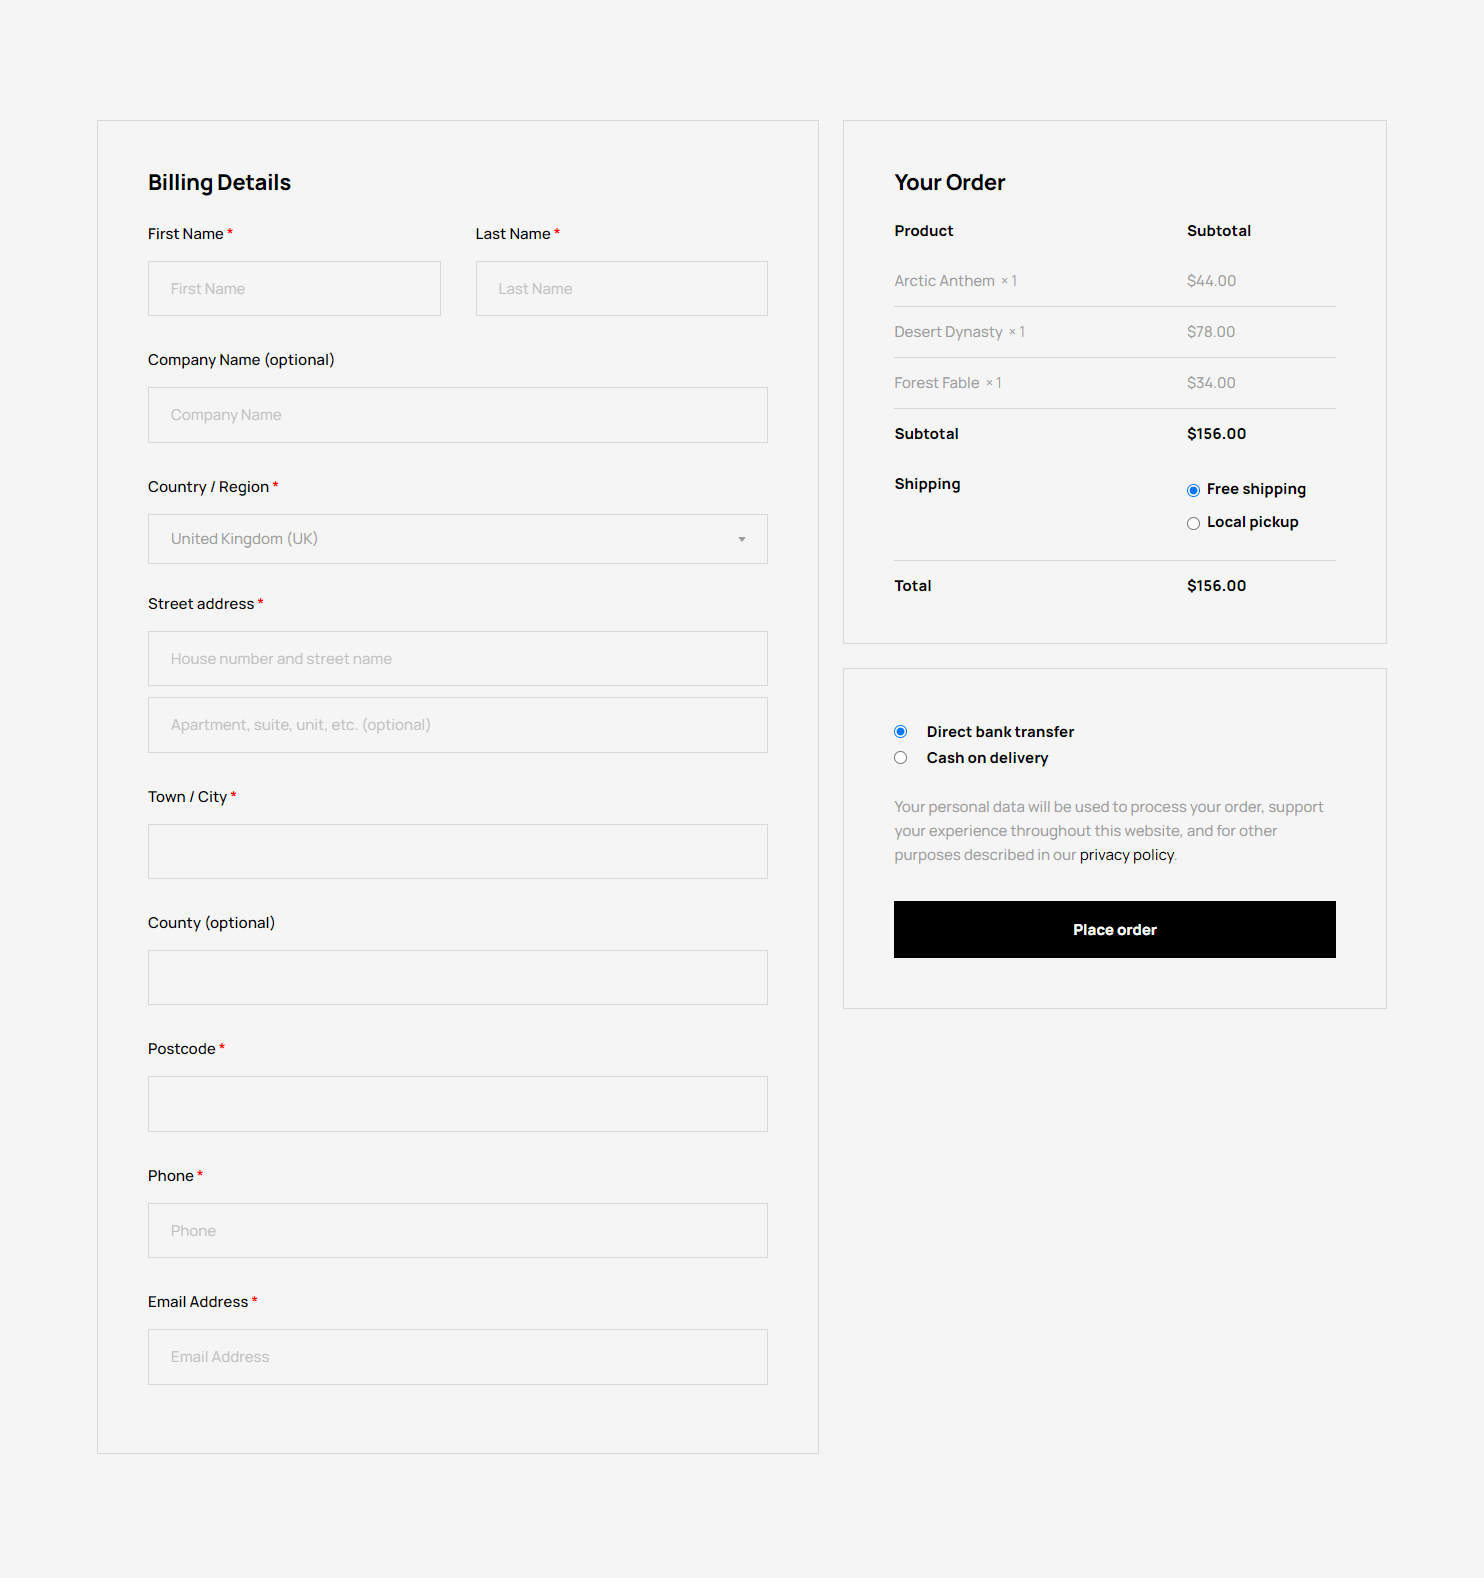 Billing Details
First Name *
Last Name *
First Name
Last Name
Company Name (optional)
Company Name
Country / Region *
United Kingdom (UK)
Street address *
House number and street name
Apartment, suite, unit, etc. (optional)
Town / City *
County (optional)
Postcode *
Phone *
Phone
Email Address *
Email Address
Your Order
Product Subtotal
Arctic Anthem × 1 $44.00
Desert Dynasty × 1 $78.00
Forest Fable × 1 $34.00
Subtotal $156.00
Shipping Free shipping
Local pickup
Total $156.00
Direct bank transfer
Cash on delivery
Your personal data will be used to process your order, support
your experience throughout this website, and for other
purposes described in our privacy policy.
Place order